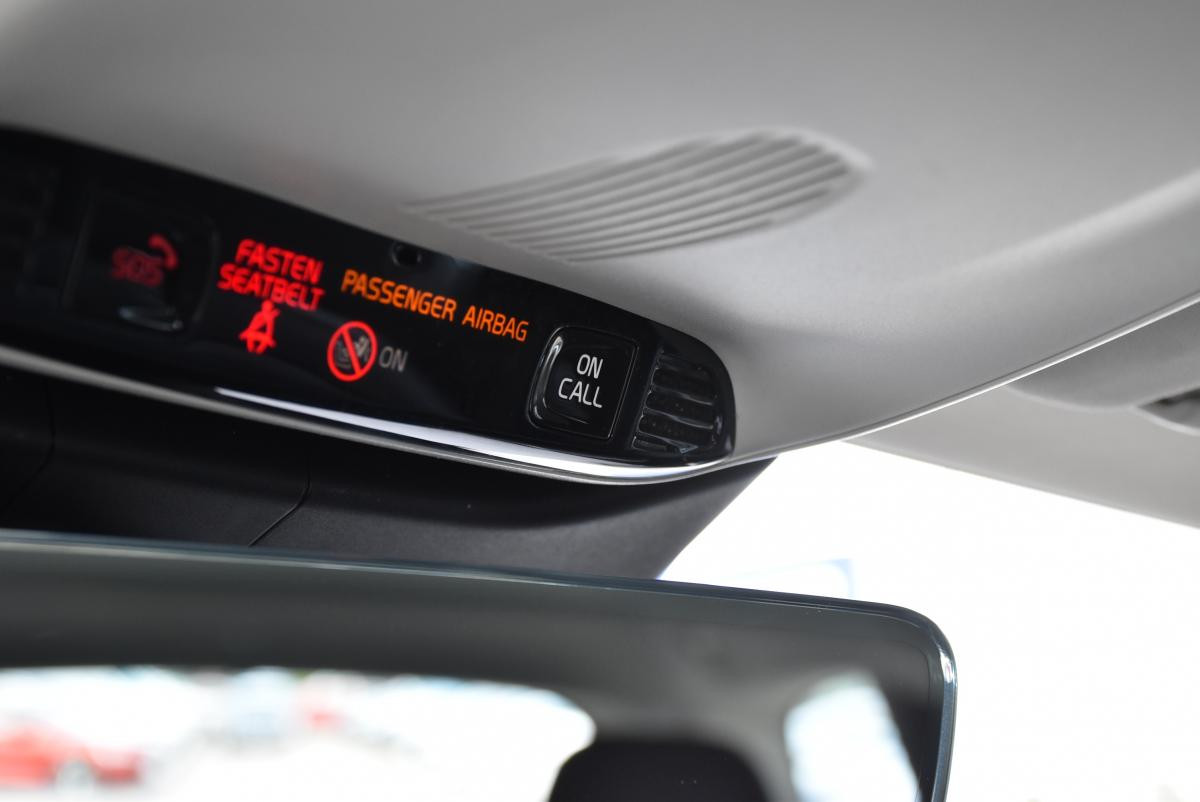 SOS
FASTEN
SEATBELT
PASSENGER AIRBAG
ON
ON
CALL